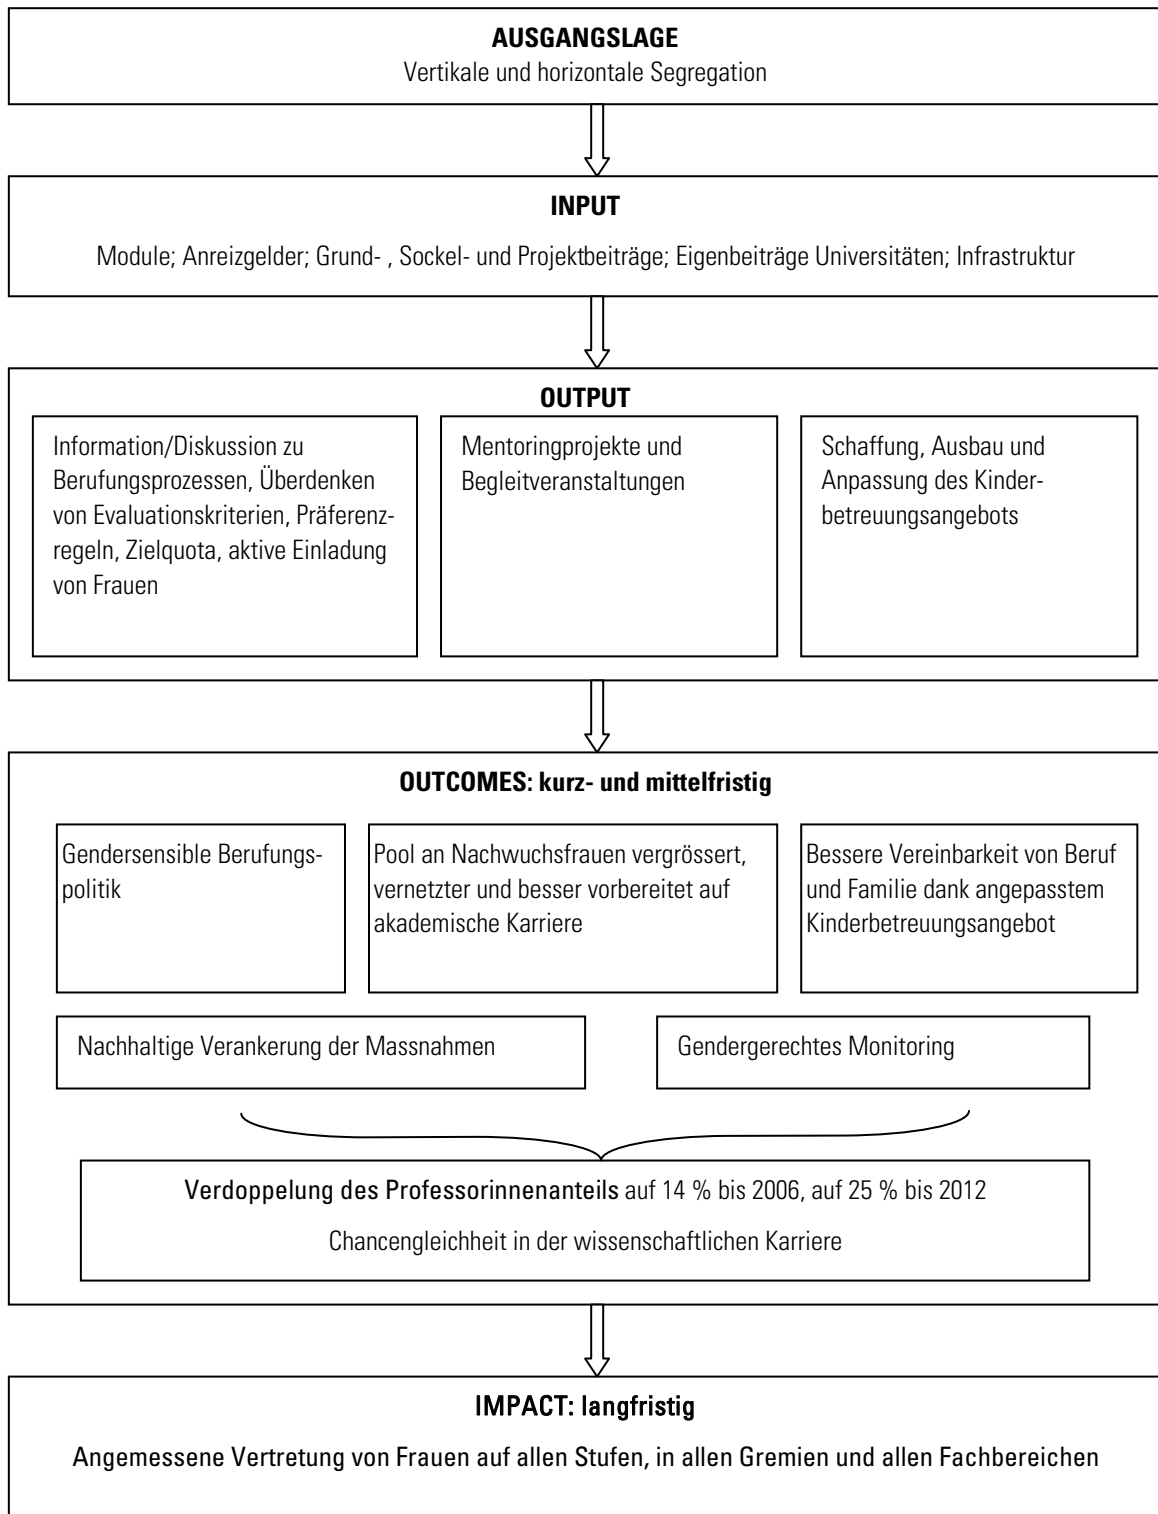 AUSGANGSLAGE
Vertikale und horizontale Segregation
INPUT
Module; Anreizgelder; Grund- , Sockel- und Projektbeiträge; Eigenbeiträge Universitäten; Infrastruktur
OUTPUT
Information/Diskussion zu
Berufungsprozessen, Überdenken
von Evaluationskriterien, Präferenz-
regeln, Zielquota, aktive Einladung
von Frauen
Mentoringprojekte und
Begleitveranstaltungen
Schaffung, Ausbau und
Anpassung des Kinder-
betreuungsangebots
OUTCOMES: kurz- und mittelfristig
Gendersensible Berufungs-
politik
Pool an Nachwuchsfrauen vergrössert,
vernetzter und besser vorbereitet auf
akademische Karriere
Bessere Vereinbarkeit von Beruf
und Familie dank angepasstem
Kinderbetreuungsangebot
Nachhaltige Verankerung der Massnahmen
Gendergerechtes Monitoring
Verdoppelung des Professorinnenanteils auf 14 % bis 2006, auf 25 % bis 2012
Chancengleichheit in der wissenschaftlichen Karriere
IMPACT: langfristig
Angemessene Vertretung von Frauen auf allen Stufen, in allen Gremien und allen Fachbereichen